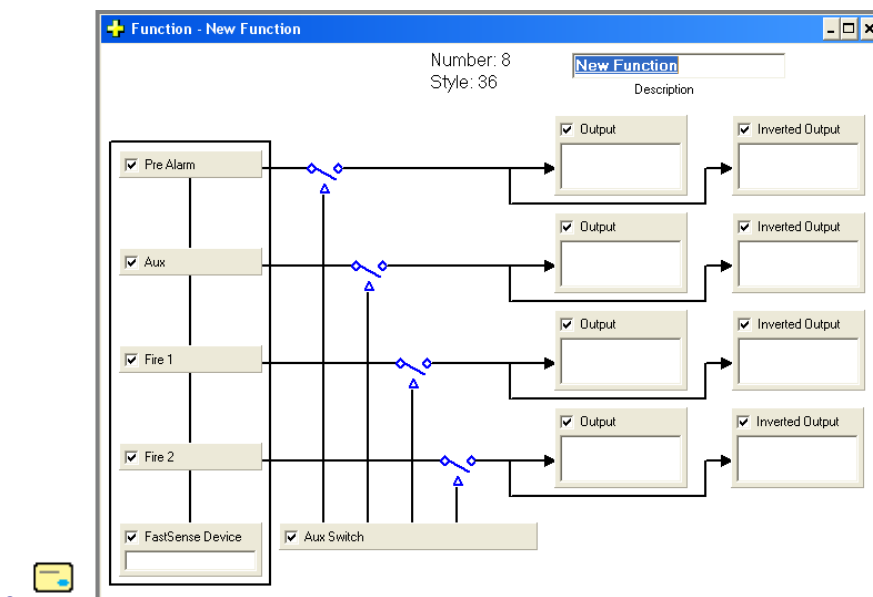 Function - New Function
Number: 8
Style: 36
New Function
Description
Output
Inverted Output
Pre Alarm
Output
Inverted Output
Aux
Output
Inverted Output
Fire 1
Output
Inverted Output
Fire 2
FastSense Device
Aux Switch